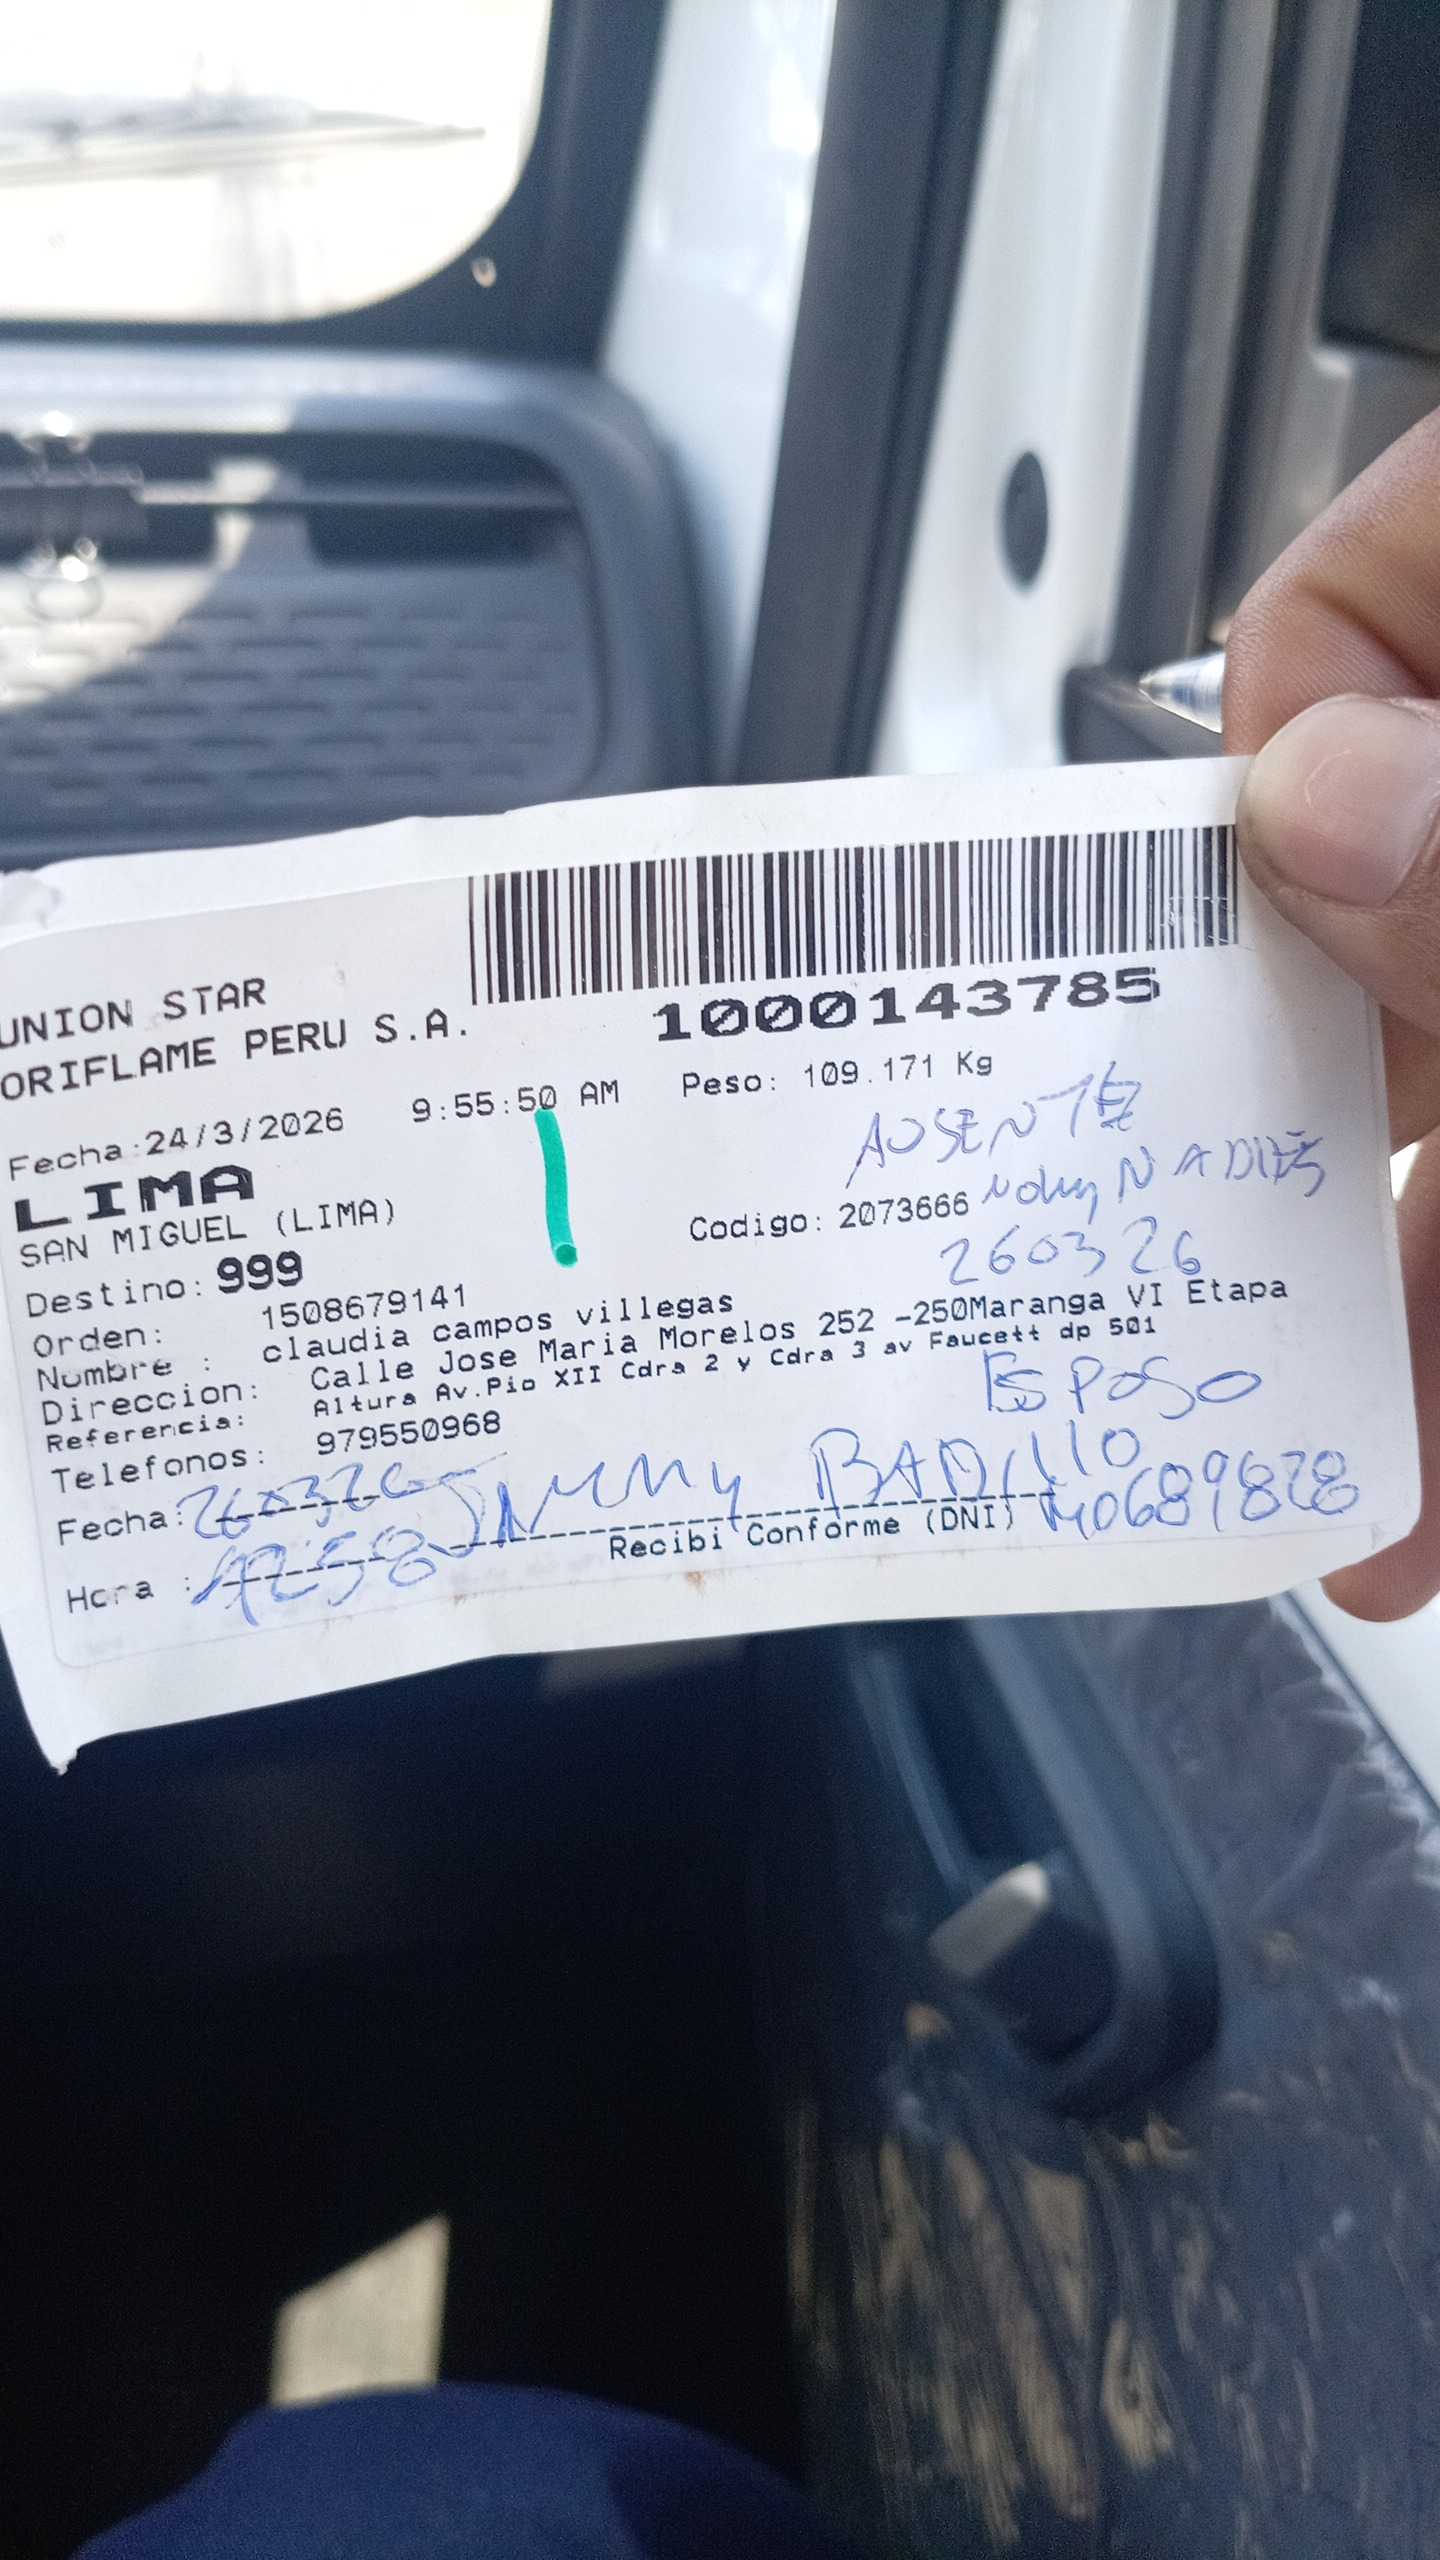 1000143785
UNION STAR
ORIFLAME PERU S.A.
Fecha:24/3/2026 9:55:50 AM Peso: 109.171 Kg
AUSENTE
LIMA
SAN MIGUEL (LIMA)
Codigo: 2073666 NADIE
260326
Destino: 999
Orden: 1508679141
Nombre : claudia campos villegas
Direccion: Calle Jose Maria Morelos 252 -250Maranga VI Etapa
Referencia: Altura Av.Pio XII Cdra 2 y Cdra 3 av Faucett dp 501
Telefonos: 979550968
ESPOSO
Fecha: 260326 BADILLO
Recibi Conforme (DNI) 40689828
Hora :